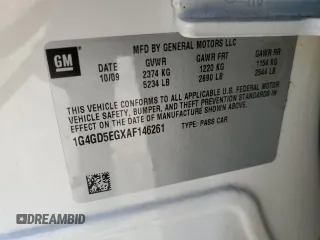 GM
MFD BY GENERAL MOTORS LLC
DATE GVWR GAWR FRT GAWR RR
10/09 2374 KG 1220 KG 1154 KG
5234 LB 2690 LB 2544 LB
THIS VEHICLE CONFORMS TO ALL APPLICABLE U.S. FEDERAL MOTOR
VEHICLE SAFETY, BUMPER, AND THEFT PREVENTION STANDARDS IN
EFFECT ON THE DATE OF MANUFACTURE SHOWN ABOVE.
1G4GD5EGXAF146261 TYPE: PASS CAR
DREAMBID